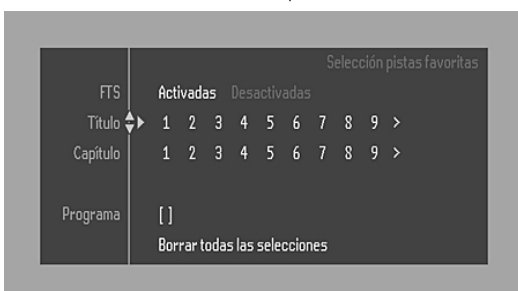 Selección pistas favoritas
FTS Activadas Desactivadas
Título 1 2 3 4 5 6 7 8 9 >
Capítulo 1 2 3 4 5 6 7 8 9 >
Programa [ ]
Borrar todas las selecciones